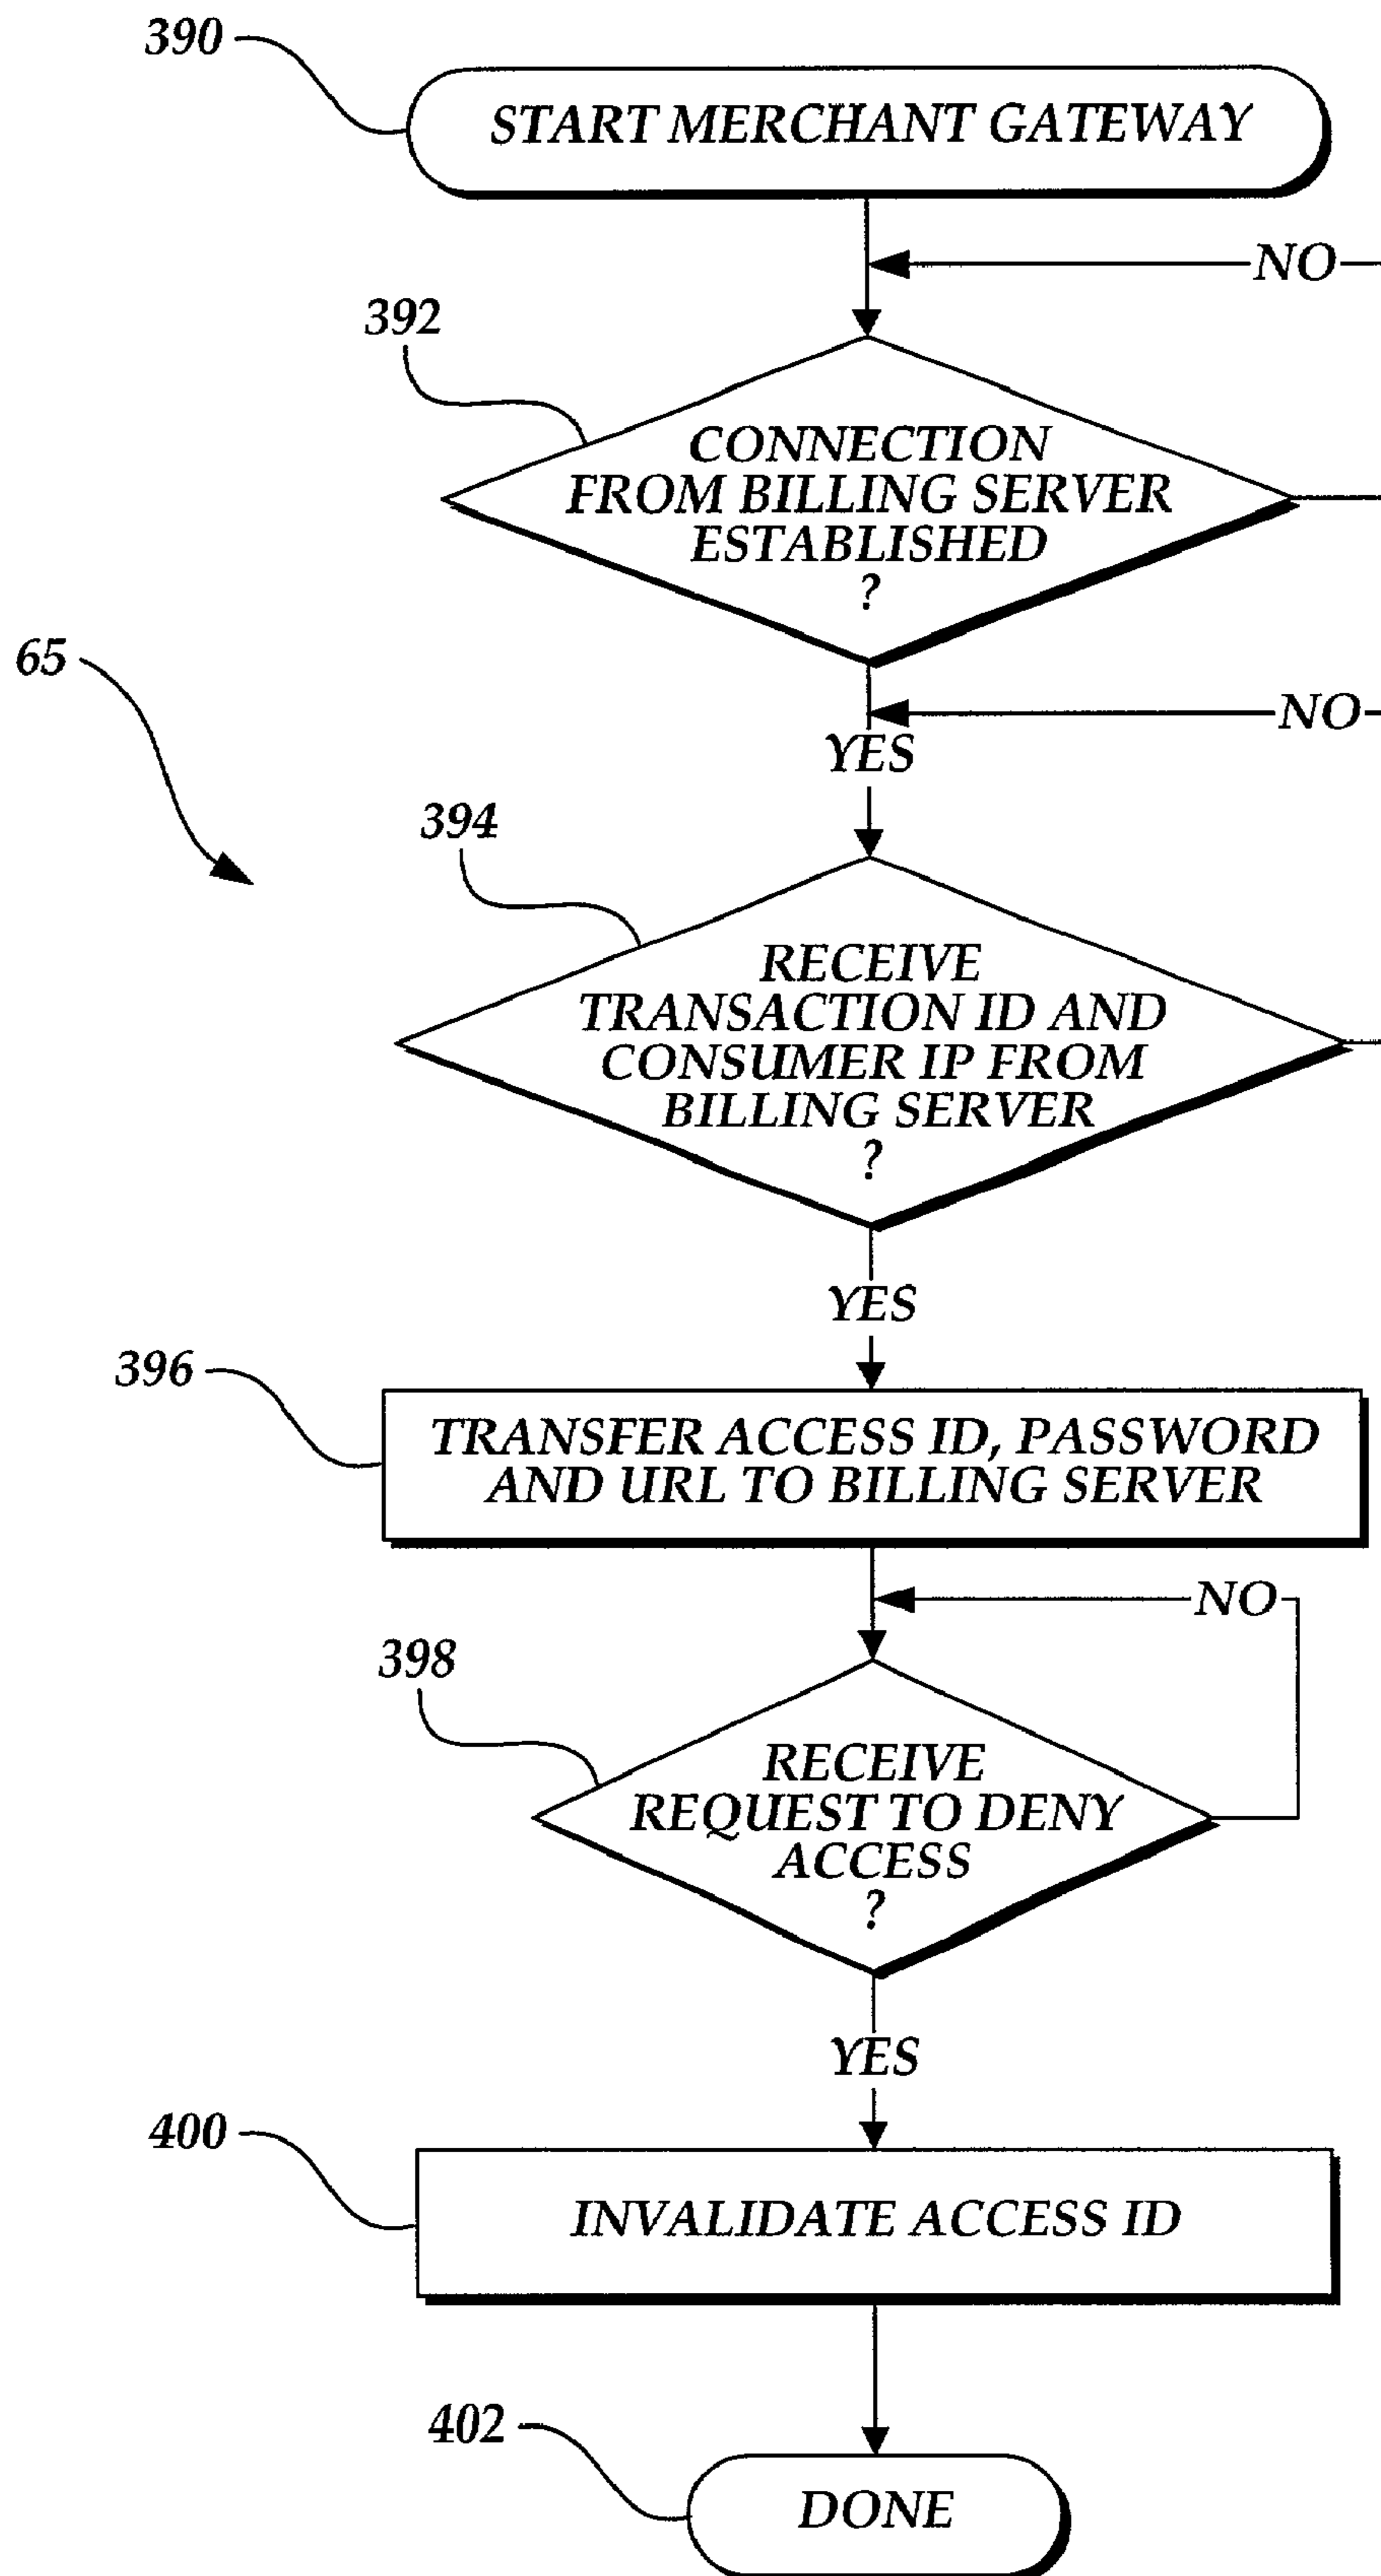 390
START MERCHANT GATEWAY
NO
392
CONNECTION
FROM BILLING SERVER
ESTABLISHED
?
65
NO
YES
394
RECEIVE
TRANSACTION ID AND
CONSUMER IP FROM
BILLING SERVER
?
YES
396
TRANSFER ACCESS ID, PASSWORD
AND URL TO BILLING SERVER
NO
398
RECEIVE
REQUEST TO DENY
ACCESS
?
YES
400
INVALIDATE ACCESS ID
402
DONE